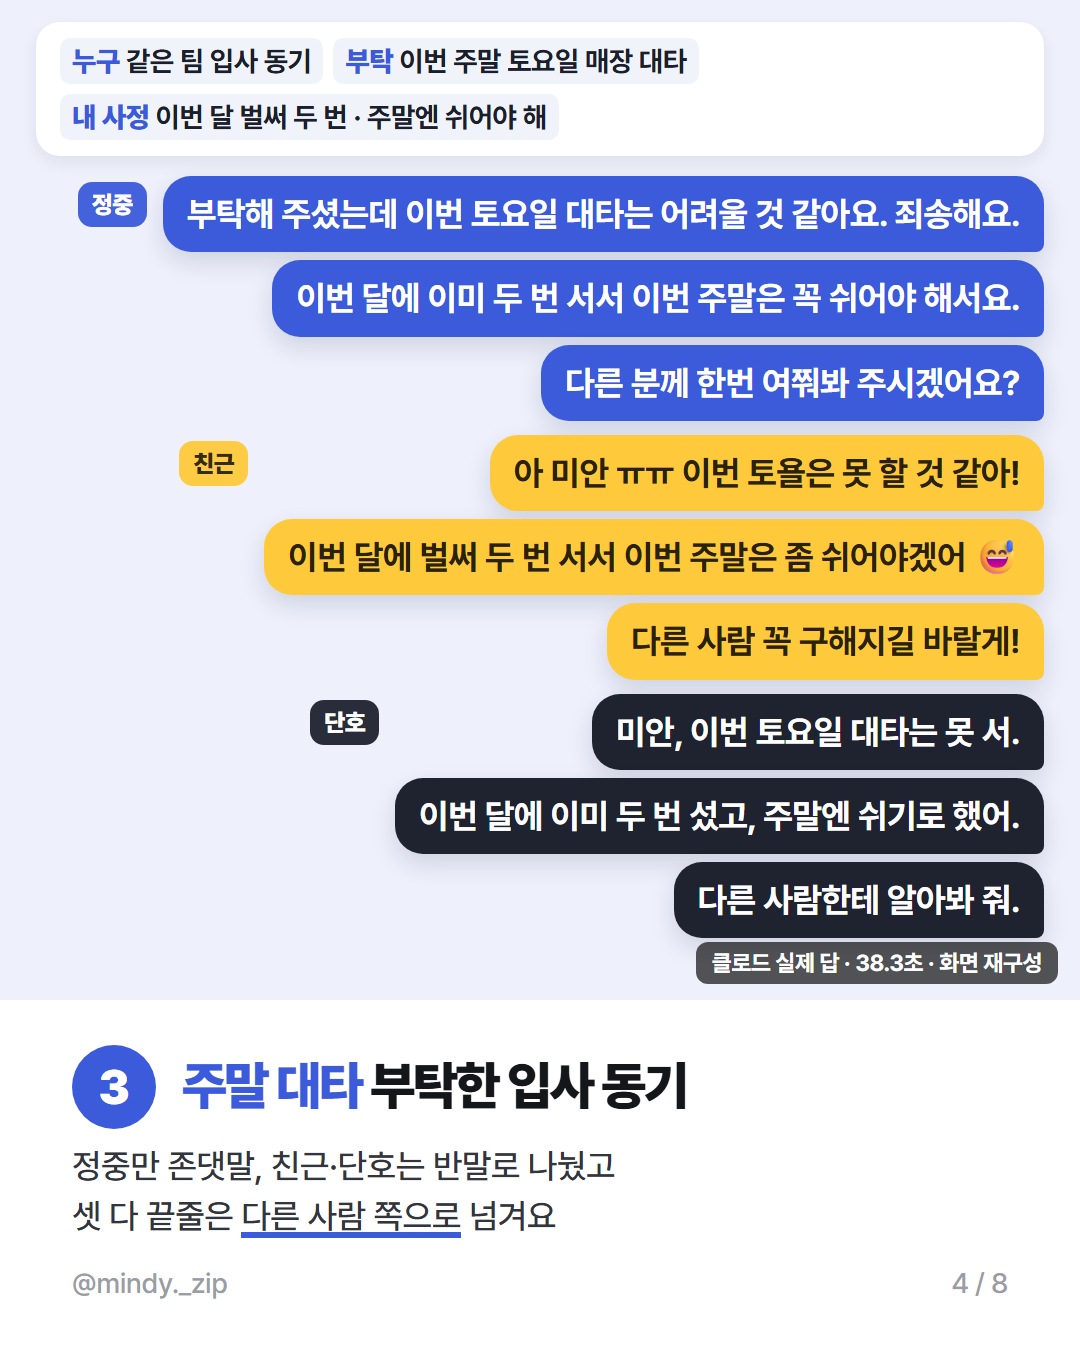 누구 같은 팀 입사 동기 부탁 이번 주말 토요일 매장 대타
내 사정 이번 달 벌써 두 번 · 주말엔 쉬어야 해
정중 부탁해 주셨는데 이번 토요일 대타는 어려울 것 같아요. 죄송해요.
이번 달에 이미 두 번 서서 이번 주말은 꼭 쉬어야 해서요.
다른 분께 한번 여쭤봐 주시겠어요?
친근 아 미안 ㅠㅠ 이번 토욜은 못 할 것 같아!
이번 달에 벌써 두 번 서서 이번 주말은 좀 쉬어야겠어 😅
다른 사람 꼭 구해지길 바랄게!
단호 미안, 이번 토요일 대타는 못 서.
이번 달에 이미 두 번 섰고, 주말엔 쉬기로 했어.
다른 사람한테 알아봐 줘.
클로드 실제 답 · 38.3초 · 화면 재구성
3 주말 대타 부탁한 입사 동기
정중만 존댓말, 친근·단호는 반말로 나눴고
셋 다 끝줄은 다른 사람 쪽으로 넘겨요
@mindy._zip 4 / 8